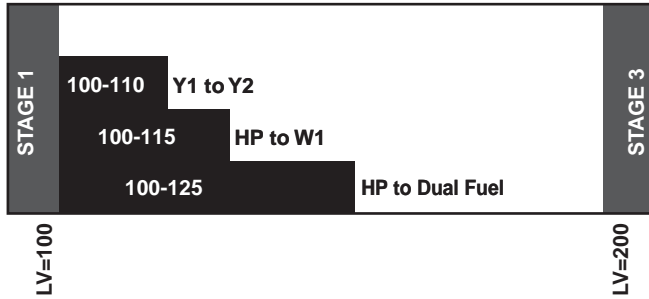 STAGE 1
100-110 Y1 to Y2
100-115 HP to W1
100-125 HP to Dual Fuel
STAGE 3
LV=100
LV=200